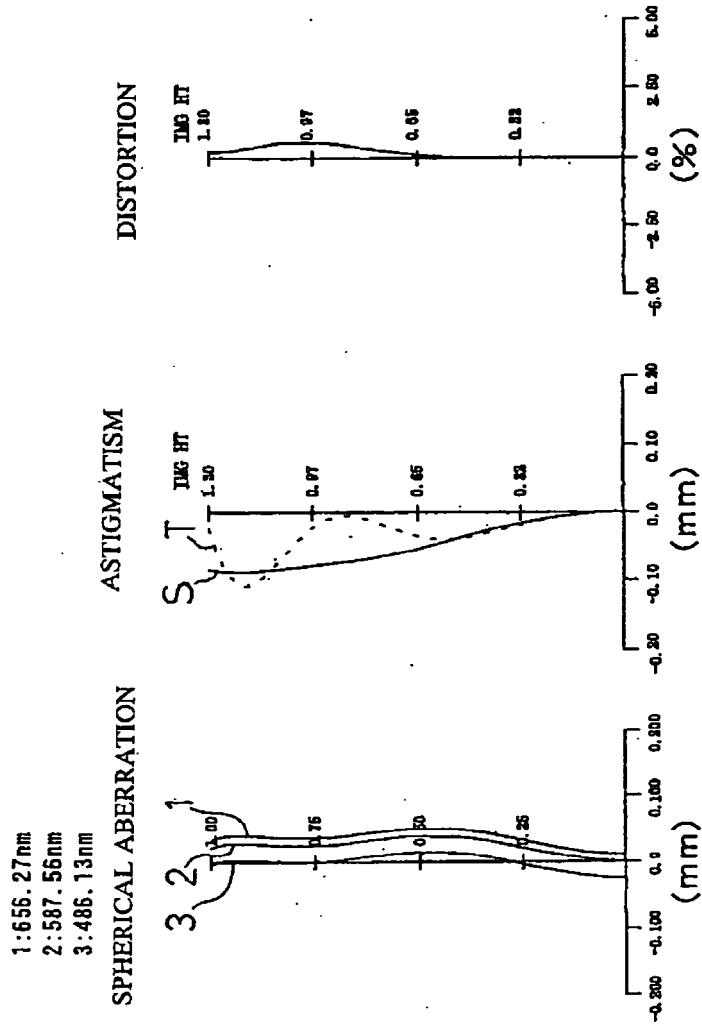 1:656.27nm
2:587.56nm
3:486.13nm
SPHERICAL ABERRATION
3
2
1
1.00
0.75
0.50
0.25
-0.200
-0.100
0.0
0.100
0.200
(mm)
ASTIGMATISM
S
T
IMG HT
1.30
0.97
0.65
0.32
-0.20
-0.10
0.0
0.10
0.20
(mm)
DISTORTION
IMG HT
1.30
0.97
0.65
0.32
-5.00
-2.50
0.0
2.50
5.00
(%)